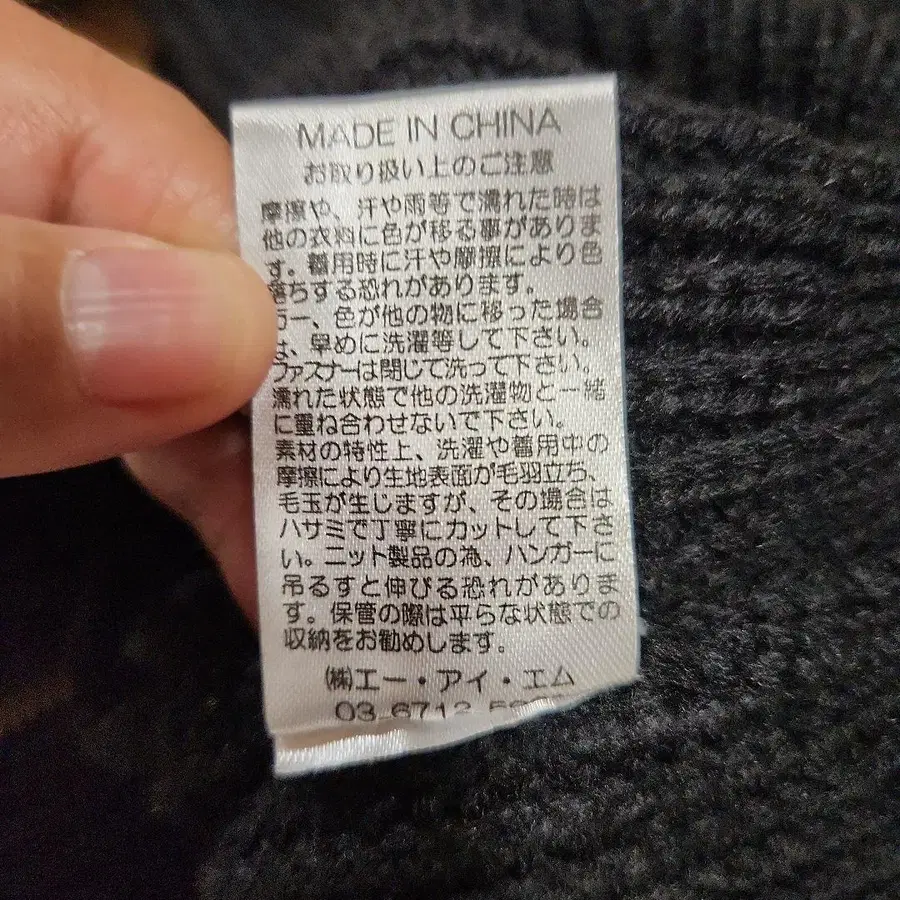 MADE IN CHINA
お取り扱い上のご注意
摩擦や、汗や雨等で濡れた時は
他の衣料に色が移る事がありま
す。着用時に汗や摩擦により色
落ちする恐れがあります。
万一、色が他の物に移った場合
は、早めに洗濯等して下さい。
ファスナーは閉じて洗って下さい。
濡れた状態で他の洗濯物と一緒
に重ね合わせないで下さい。
素材の特性上、洗濯や着用中の
摩擦により生地表面が毛羽立ち、
毛玉が生じますが、その場合は
ハサミで丁寧にカットして下さ
い。ニット製品の為、ハンガーに
吊るすと伸びる恐れがありま
す。保管の際は平らな状態での
収納をお勧めします。
㈱エー・アイ・エム
03-6712